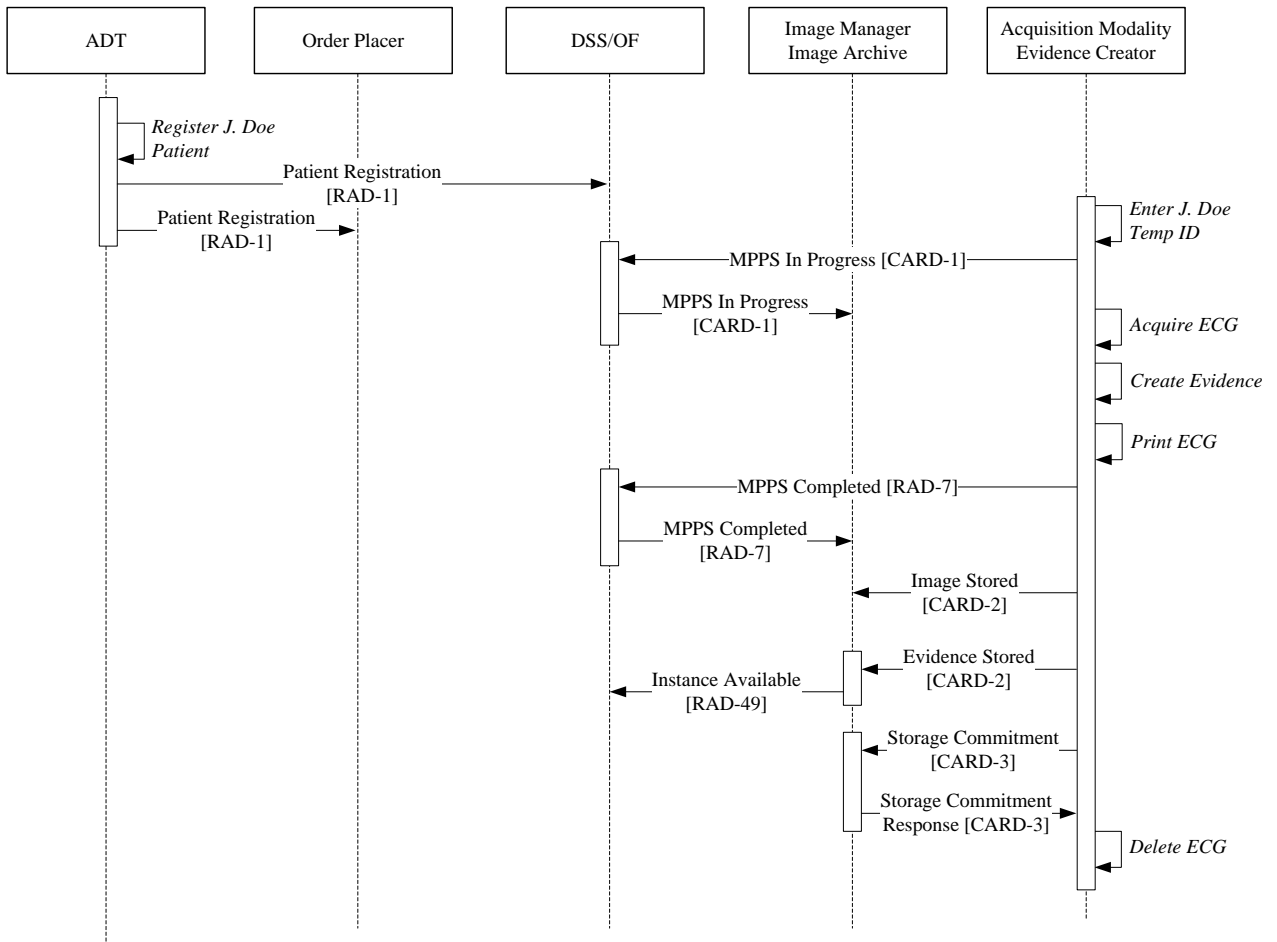 ADT
Order Placer
DSS/OF
Image Manager
Image Archive
Acquisition Modality
Evidence Creator
Register J. Doe
Patient
Patient Registration
[RAD-1]
Patient Registration
[RAD-1]
Enter J. Doe
Temp ID
MPPS In Progress [CARD-1]
MPPS In Progress
[CARD-1]
Acquire ECG
Create Evidence
Print ECG
MPPS Completed [RAD-7]
MPPS Completed
[RAD-7]
Image Stored
[CARD-2]
Evidence Stored
[CARD-2]
Instance Available
[RAD-49]
Storage Commitment
[CARD-3]
Storage Commitment
Response [CARD-3]
Delete ECG